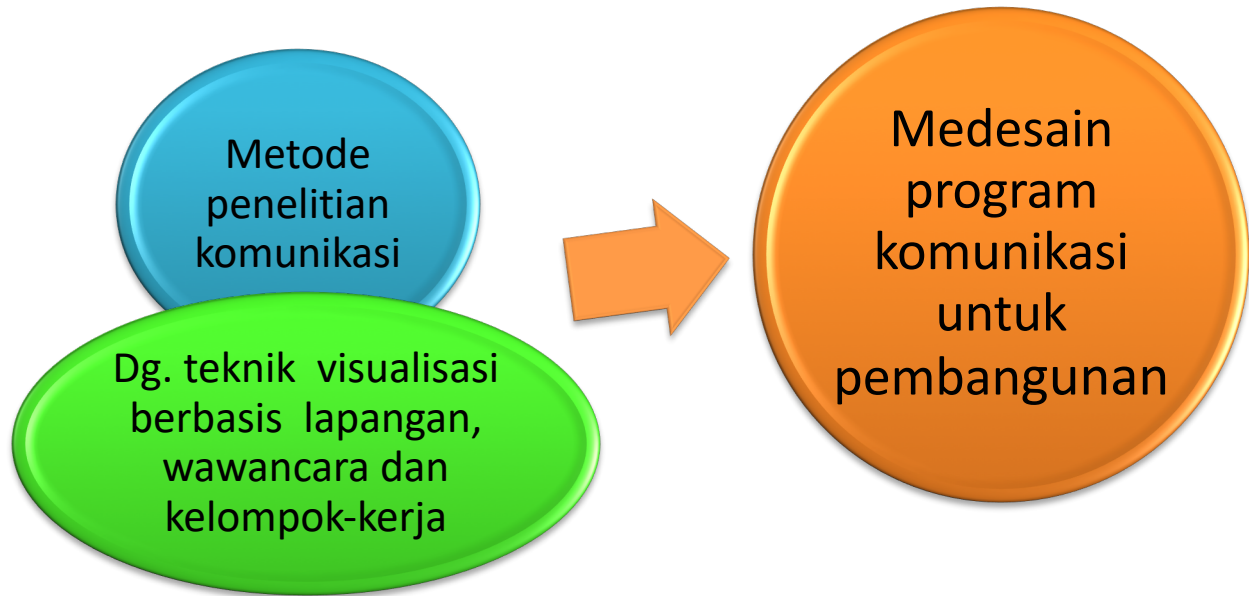 Metode
penelitian
komunikasi
Dg. teknik visualisasi
berbasis lapangan,
wawancara dan
kelompok-kerja
Medesain
program
komunikasi
untuk
pembangunan